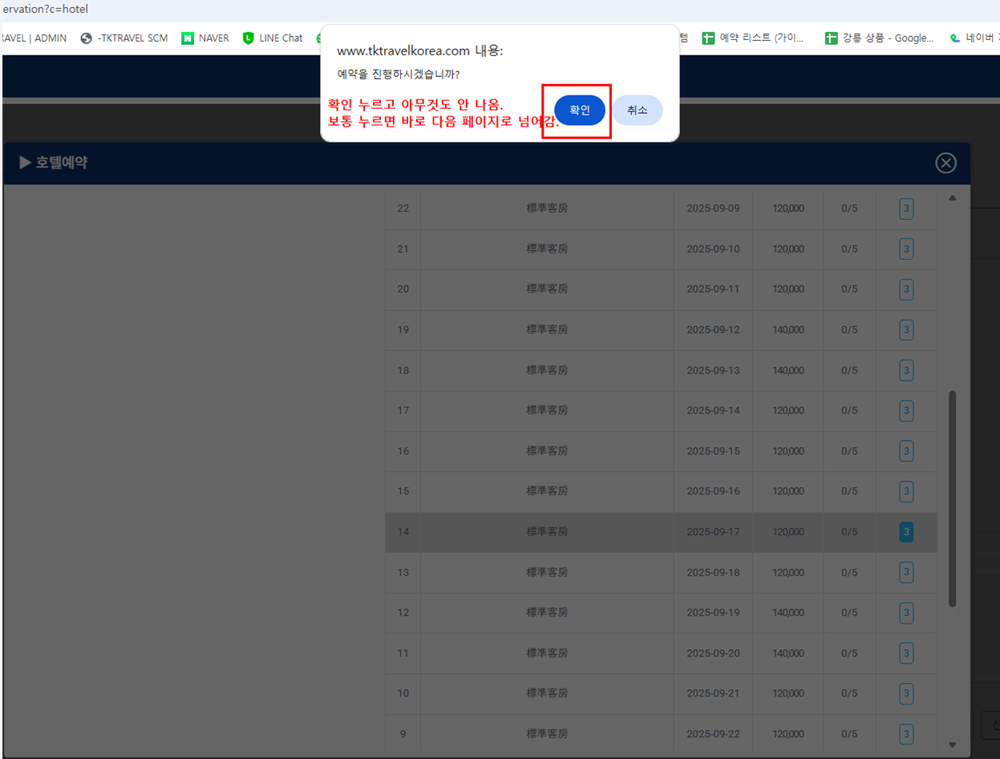 ervation?c=hotel
RAVEL | ADMIN -TKTRAVEL SCM NAVER LINE Chat 템 예약 리스트 (가이... 강릉 상품 - Google... 네이버
www.tktravelkorea.com 내용:
예약을 진행하시겠습니까?
확인 누르고 아무것도 안 나옴.
보통 누르면 바로 다음 페이지로 넘어감.
확인 취소
▶ 호텔예약
22 標準客房 2025-09-09 120,000 0/5 3
21 標準客房 2025-09-10 120,000 0/5 3
20 標準客房 2025-09-11 120,000 0/5 3
19 標準客房 2025-09-12 140,000 0/5 3
18 標準客房 2025-09-13 140,000 0/5 3
17 標準客房 2025-09-14 120,000 0/5 3
16 標準客房 2025-09-15 120,000 0/5 3
15 標準客房 2025-09-16 120,000 0/5 3
14 標準客房 2025-09-17 120,000 0/5 3
13 標準客房 2025-09-18 120,000 0/5 3
12 標準客房 2025-09-19 140,000 0/5 3
11 標準客房 2025-09-20 140,000 0/5 3
10 標準客房 2025-09-21 120,000 0/5 3
9 標準客房 2025-09-22 120,000 0/5 3